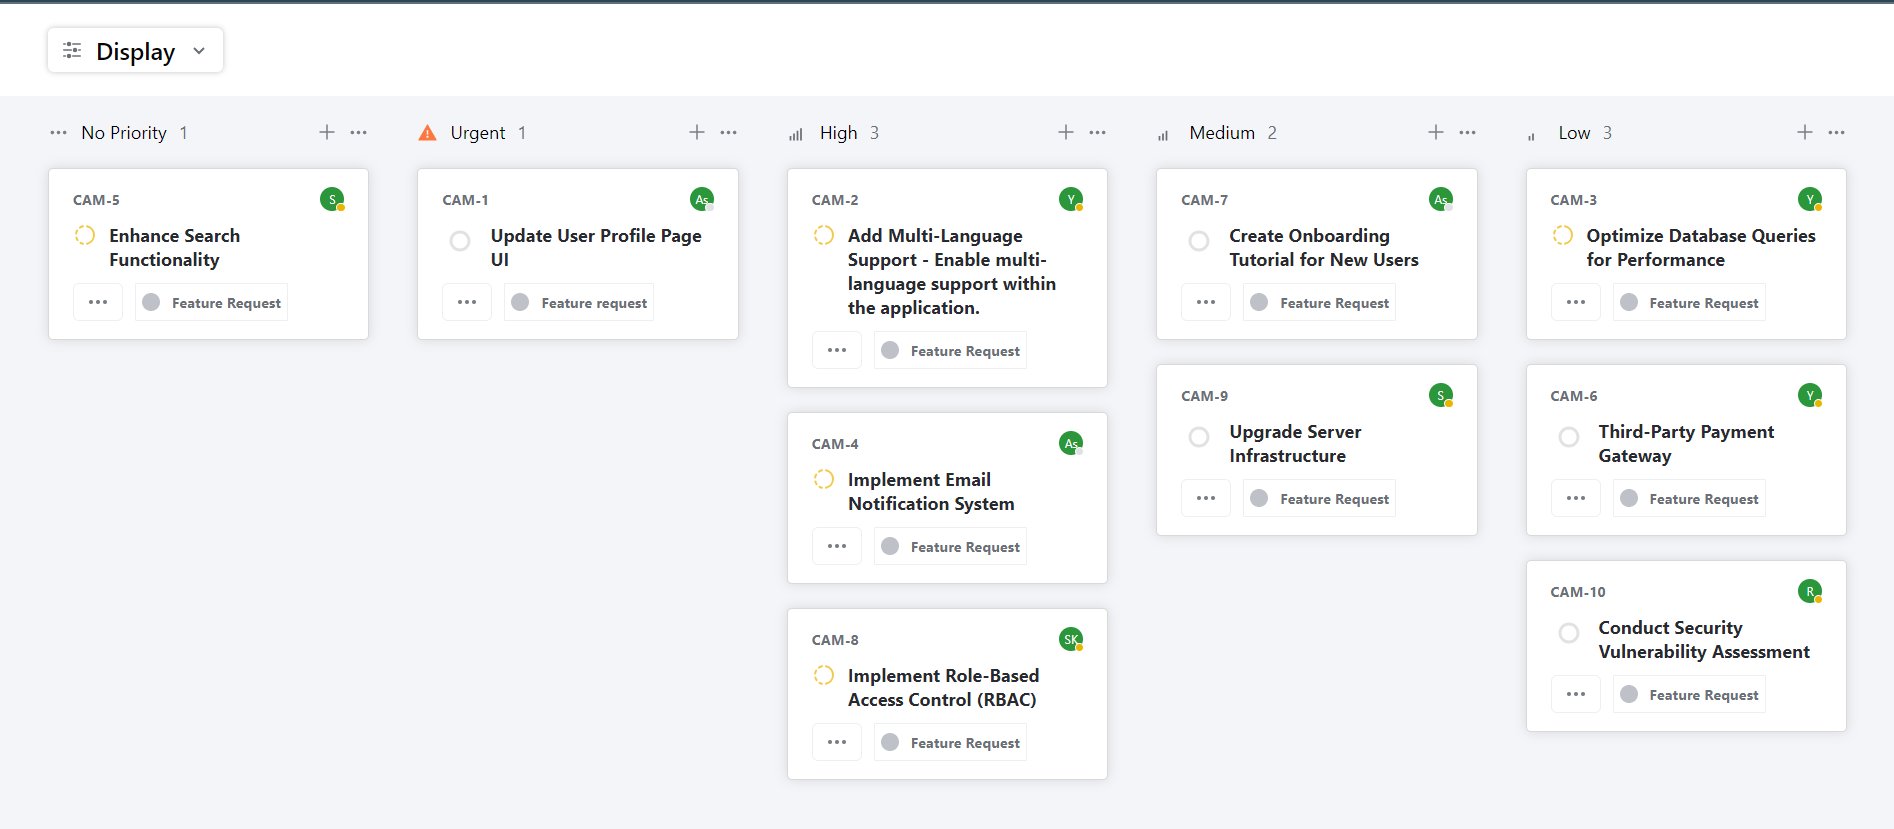 Display
No Priority 1
CAM-5
S
Enhance Search
Functionality
Feature Request
Urgent 1
CAM-1
As
Update User Profile Page
UI
Feature request
High 3
CAM-2
Y
Add Multi-Language
Support - Enable multi-
language support within
the application.
Feature Request
CAM-4
As
Implement Email
Notification System
Feature Request
CAM-8
SK
Implement Role-Based
Access Control (RBAC)
Feature Request
Medium 2
CAM-7
As
Create Onboarding
Tutorial for New Users
Feature Request
CAM-9
S
Upgrade Server
Infrastructure
Feature Request
Low 3
CAM-3
Y
Optimize Database Queries
for Performance
Feature Request
CAM-6
Y
Third-Party Payment
Gateway
Feature Request
CAM-10
R
Conduct Security
Vulnerability Assessment
Feature Request